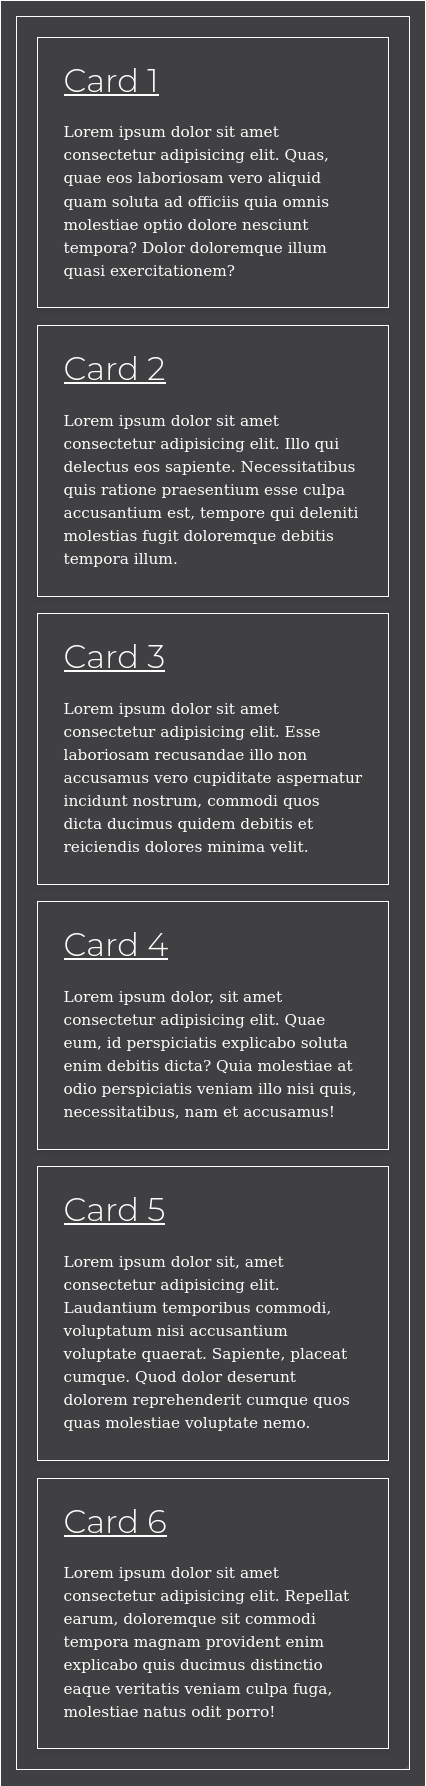 Card 1
Lorem ipsum dolor sit amet
consectetur adipisicing elit. Quas,
quae eos laboriosam vero aliquid
quam soluta ad officiis quia omnis
molestiae optio dolore nesciunt
tempora? Dolor doloremque illum
quasi exercitationem?
Card 2
Lorem ipsum dolor sit amet
consectetur adipisicing elit. Illo qui
delectus eos sapiente. Necessitatibus
quis ratione praesentium esse culpa
accusantium est, tempore qui deleniti
molestias fugit doloremque debitis
tempora illum.
Card 3
Lorem ipsum dolor sit amet
consectetur adipisicing elit. Esse
laboriosam recusandae illo non
accusamus vero cupiditate aspernatur
incidunt nostrum, commodi quos
dicta ducimus quidem debitis et
reiciendis dolores minima velit.
Card 4
Lorem ipsum dolor, sit amet
consectetur adipisicing elit. Quae
eum, id perspiciatis explicabo soluta
enim debitis dicta? Quia molestiae at
odio perspiciatis veniam illo nisi quis,
necessitatibus, nam et accusamus!
Card 5
Lorem ipsum dolor sit, amet
consectetur adipisicing elit.
Laudantium temporibus commodi,
voluptatum nisi accusantium
voluptate quaerat. Sapiente, placeat
cumque. Quod dolor deserunt
dolorem reprehenderit cumque quos
quas molestiae voluptate nemo.
Card 6
Lorem ipsum dolor sit amet
consectetur adipisicing elit. Repellat
earum, doloremque sit commodi
tempora magnam provident enim
explicabo quis ducimus distinctio
eaque veritatis veniam culpa fuga,
molestiae natus odit porro!